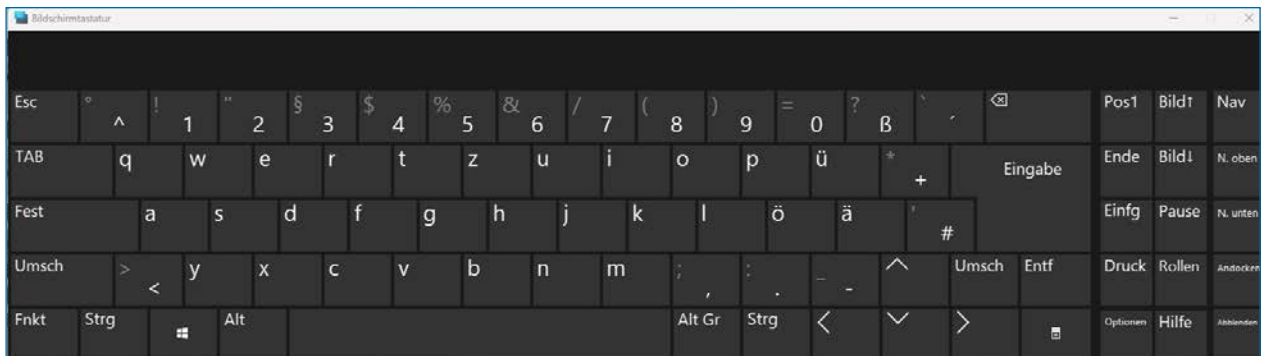 Bildschirmtastatur
Esc ° ^ ! 1 " 2 § 3 $ 4 % 5 & 6 / 7 ( 8 ) 9 = 0 ? ß ` ´ Pos1 Bild↑ Nav
TAB q w e r t z u i o p ü * + Eingabe Ende Bild↓ N. oben
Fest a s d f g h j k l ö ä ' # Einfg Pause N. unten
Umsch > < y x c v b n m ; , : . _ - Umsch Entf Druck Rollen Andocken
Fnkt Strg Alt Alt Gr Strg Optionen Hilfe Abblenden